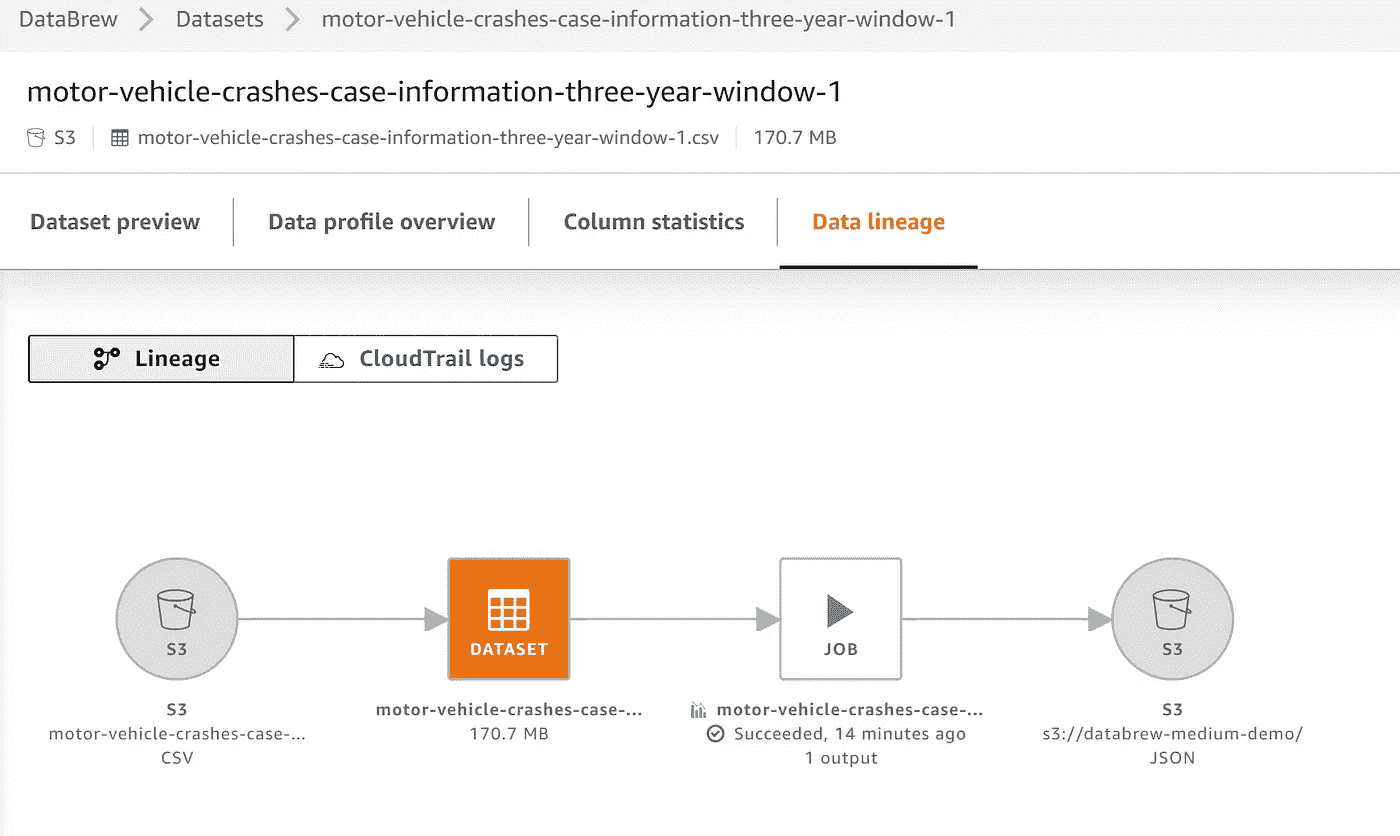 DataBrew > Datasets > motor-vehicle-crashes-case-information-three-year-window-1
motor-vehicle-crashes-case-information-three-year-window-1
S3 motor-vehicle-crashes-case-information-three-year-window-1.csv 170.7 MB
Dataset preview Data profile overview Column statistics Data lineage
Lineage CloudTrail logs
S3 DATASET JOB S3
S3 motor-vehicle-crashes-case-... motor-vehicle-crashes-case-... S3
motor-vehicle-crashes-case-... 170.7 MB Succeeded, 14 minutes ago s3://databrew-medium-demo/
CSV 1 output JSON